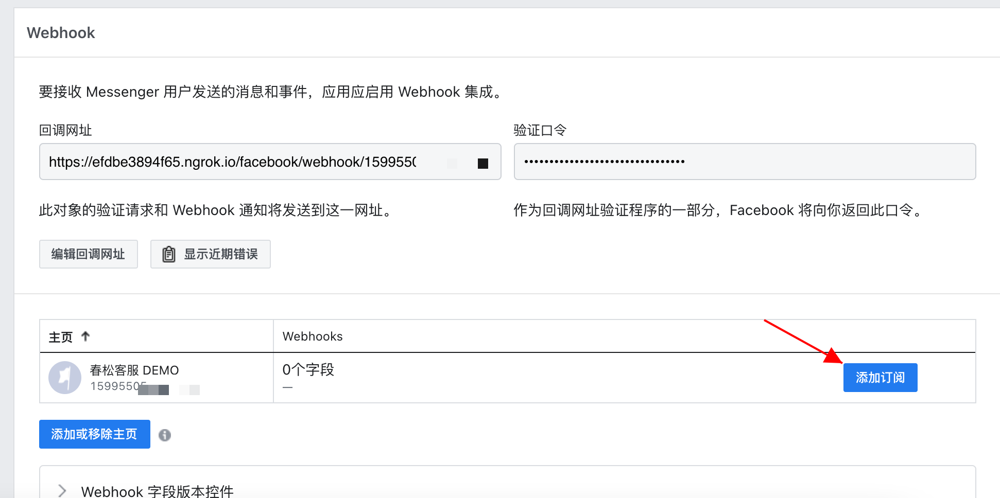 Webhook
要接收 Messenger 用户发送的消息和事件，应用应启用 Webhook 集成。
回调网址
验证口令
https://efdbe3894f65.ngrok.io/facebook/webhook/159955
••••••••••••••••••••••••••••••••
此对象的验证请求和 Webhook 通知将发送到这一网址。
作为回调网址验证程序的一部分，Facebook 将向你返回此口令。
编辑回调网址
显示近期错误
主页 ↑
Webhooks
春松客服 DEMO
0个字段
1599550
—
添加订阅
添加或移除主页
Webhook 字段版本控件